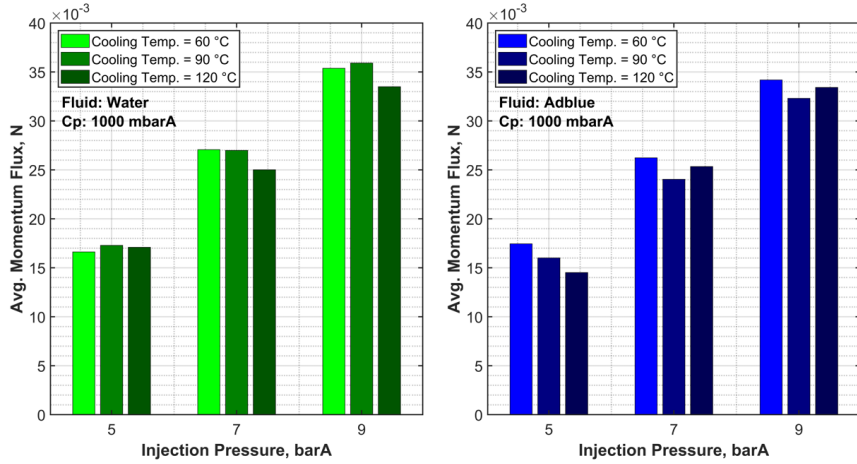 ×10⁻³
40
35
30
25
20
15
10
5
0
Avg. Momentum Flux, N
Cooling Temp. = 60 °C
Cooling Temp. = 90 °C
Cooling Temp. = 120 °C
Fluid: Water
Cp: 1000 mbarA
5 7 9
Injection Pressure, barA
×10⁻³
40
35
30
25
20
15
10
5
0
Avg. Momentum Flux, N
Cooling Temp. = 60 °C
Cooling Temp. = 90 °C
Cooling Temp. = 120 °C
Fluid: Adblue
Cp: 1000 mbarA
5 7 9
Injection Pressure, barA